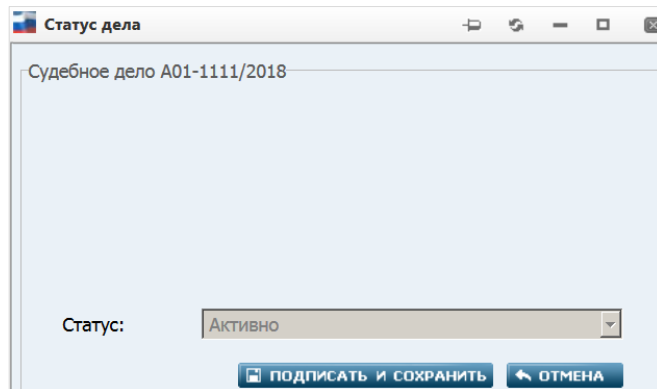 Статус дела
Судебное дело А01-1111/2018
Статус:
Активно
ПОДПИСАТЬ И СОХРАНИТЬ
ОТМЕНА